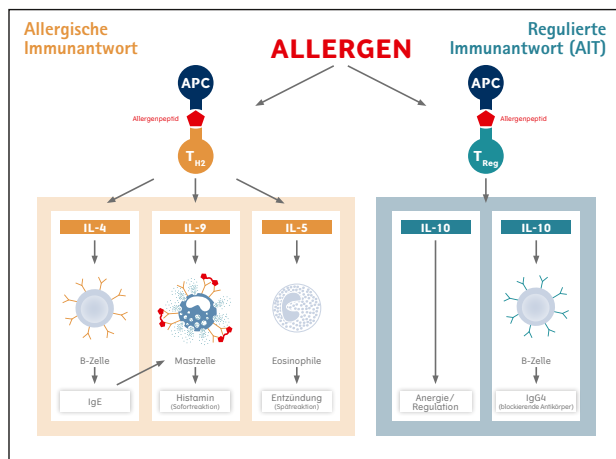 Allergische
Immunantwort
ALLERGEN
Regulierte
Immunantwort (AIT)
APC
Allergenpeptid
TH2
APC
Allergenpeptid
TReg
IL-4
IL-9
IL-5
IL-10
IL-10
B-Zelle
Mastzelle
Eosinophile
B-Zelle
IgE
Histamin
(Sofortreaktion)
Entzündung
(Spätreaktion)
Anergie/
Regulation
IgG4
(blockierende Antikörper)